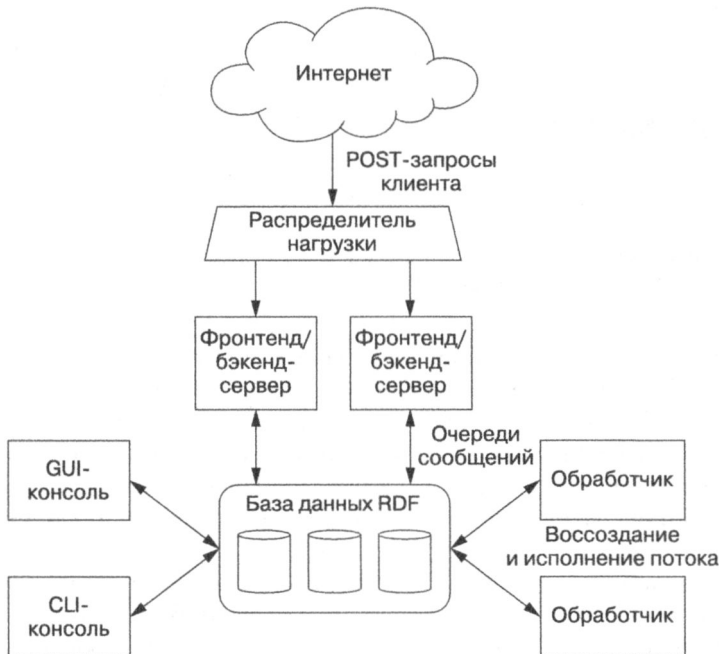 Интернет
POST-запросы
клиента
Распределитель
нагрузки
Фронтенд/
бэкенд-
сервер
Фронтенд/
бэкенд-
сервер
Очереди
сообщений
GUI-
консоль
База данных RDF
Обработчик
Воссоздание
и исполнение потока
CLI-
консоль
Обработчик